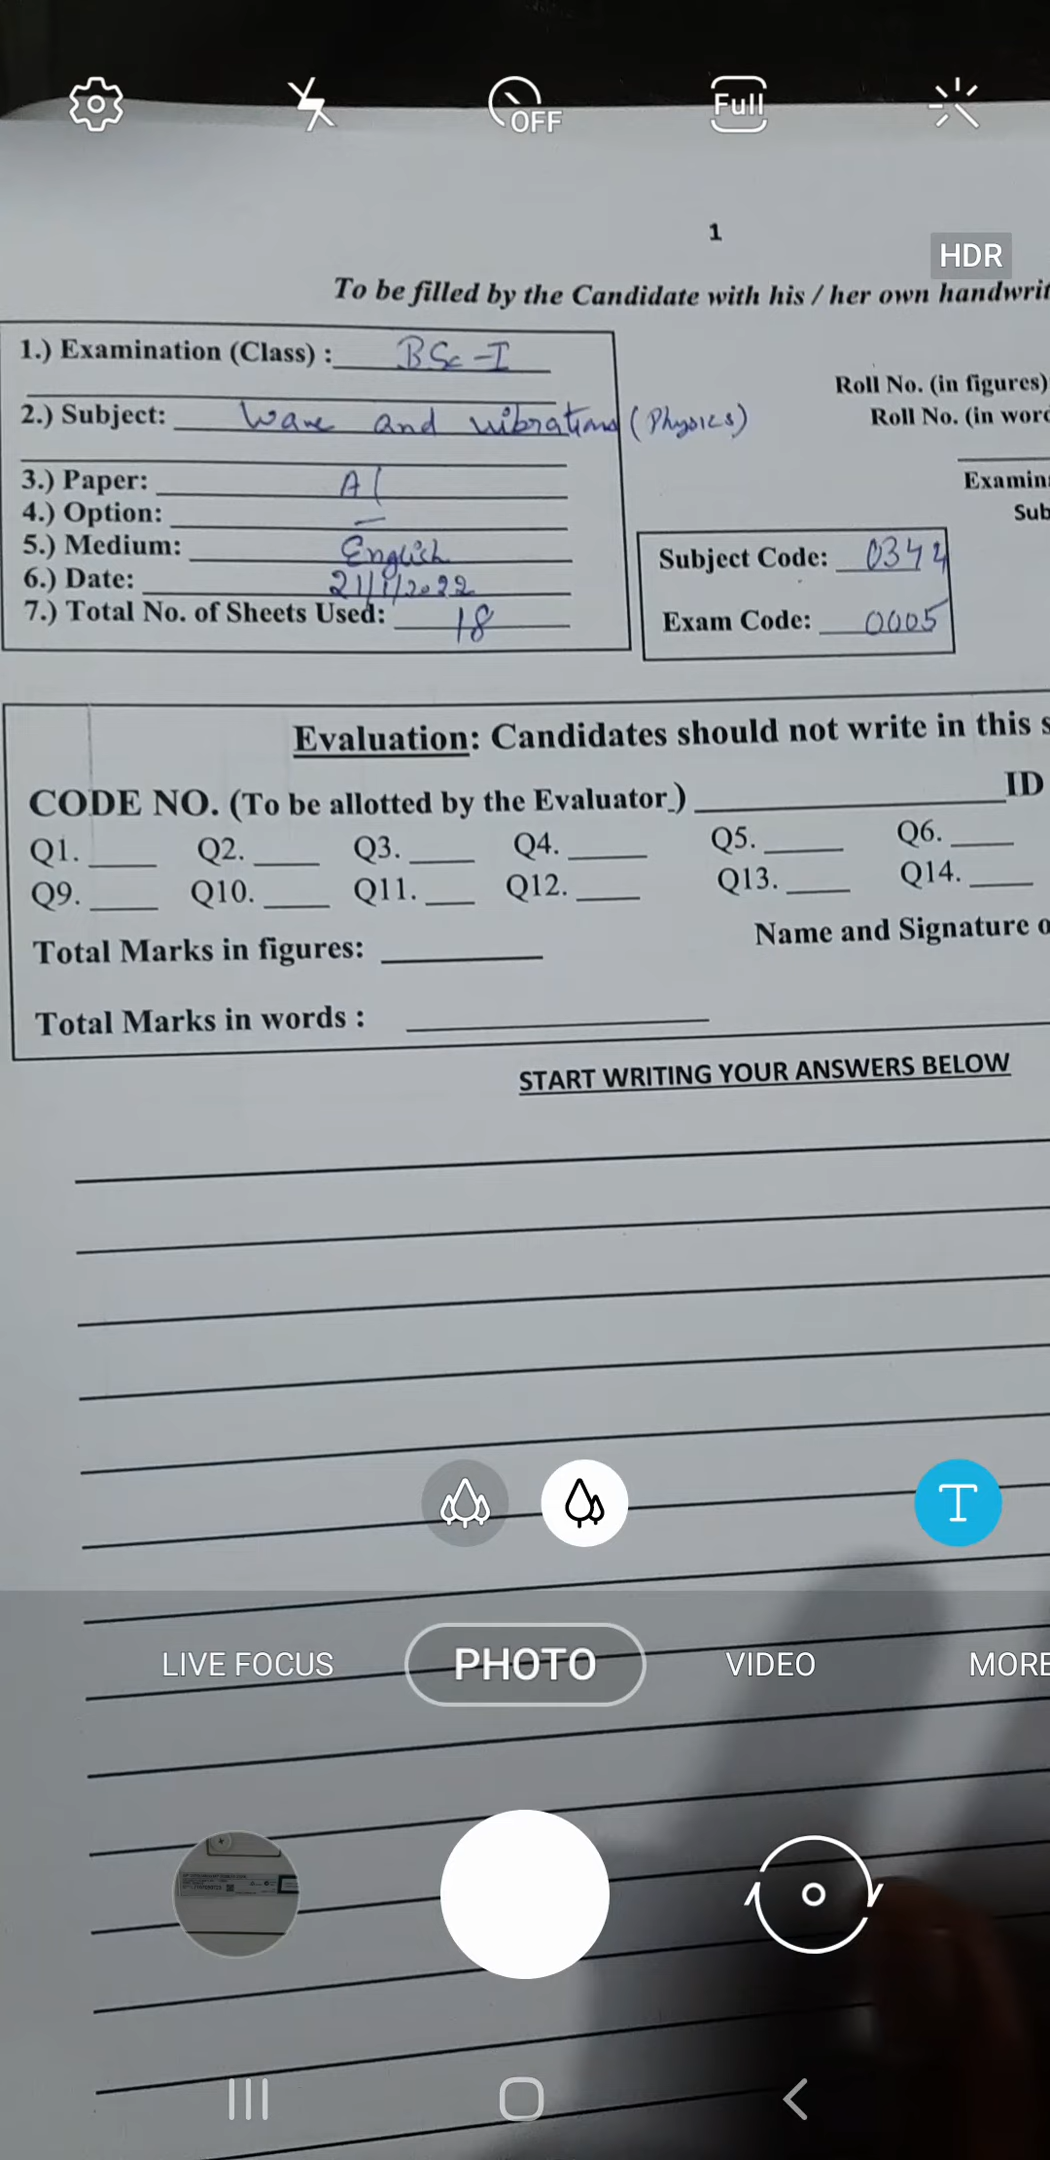 OFF
Full
1
HDR
To be filled by the Candidate with his / her own handwrit
1.) Examination (Class) : BSc-I
2.) Subject: Wave and vibrations (Physics)
3.) Paper: A(
4.) Option: —
5.) Medium: English
6.) Date: 21/1/2022
7.) Total No. of Sheets Used: 18
Roll No. (in figures)
Roll No. (in word
Examin
Sub
Subject Code: 0344
Exam Code: 0005
Evaluation: Candidates should not write in this s
CODE NO. (To be allotted by the Evaluator ) ID
Q1. Q2. Q3. Q4. Q5. Q6.
Q9. Q10. Q11. Q12. Q13. Q14.
Total Marks in figures:
Name and Signature o
Total Marks in words :
START WRITING YOUR ANSWERS BELOW
T
LIVE FOCUS PHOTO VIDEO MORE